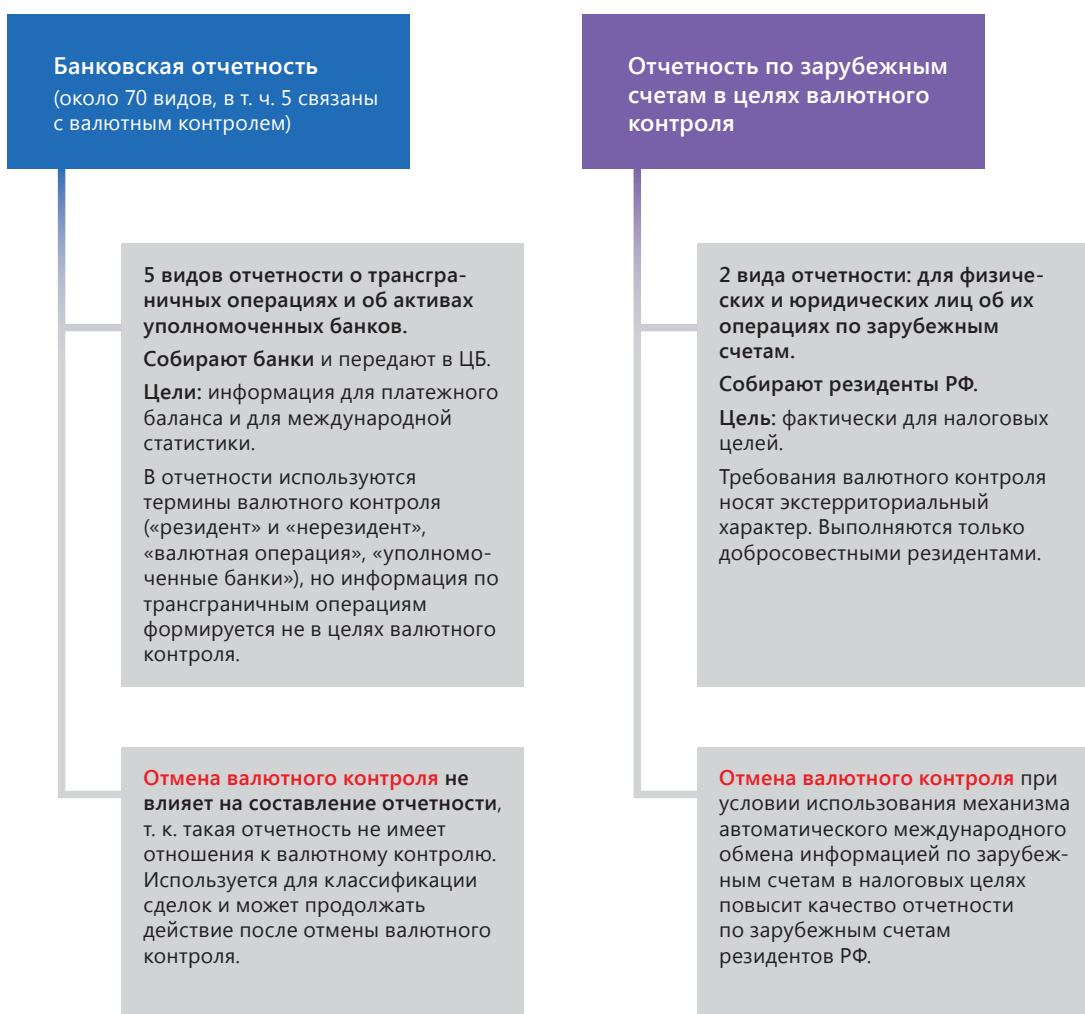 Банковская отчетность
(около 70 видов, в т. ч. 5 связаны
с валютным контролем)
5 видов отчетности о трансгра-
ничных операциях и об активах
уполномоченных банков.
Собирают банки и передают в ЦБ.
Цели: информация для платежного
баланса и для международной
статистики.
В отчетности используются
термины валютного контроля
(«резидент» и «нерезидент»,
«валютная операция», «уполномо-
ченные банки»), но информация по
трансграничным операциям
формируется не в целях валютного
контроля.
Отмена валютного контроля не
влияет на составление отчетности,
т. к. такая отчетность не имеет
отношения к валютному контролю.
Используется для классификации
сделок и может продолжать
действие после отмены валютного
контроля.
Отчетность по зарубежным
счетам в целях валютного
контроля
2 вида отчетности: для физиче-
ских и юридических лиц об их
операциях по зарубежным
счетам.
Собирают резиденты РФ.
Цель: фактически для налоговых
целей.
Требования валютного контроля
носят экстерриториальный
характер. Выполняются только
добросовестными резидентами.
Отмена валютного контроля при
условии использования механизма
автоматического международного
обмена информацией по зарубеж-
ным счетам в налоговых целях
повысит качество отчетности
по зарубежным счетам
резидентов РФ.